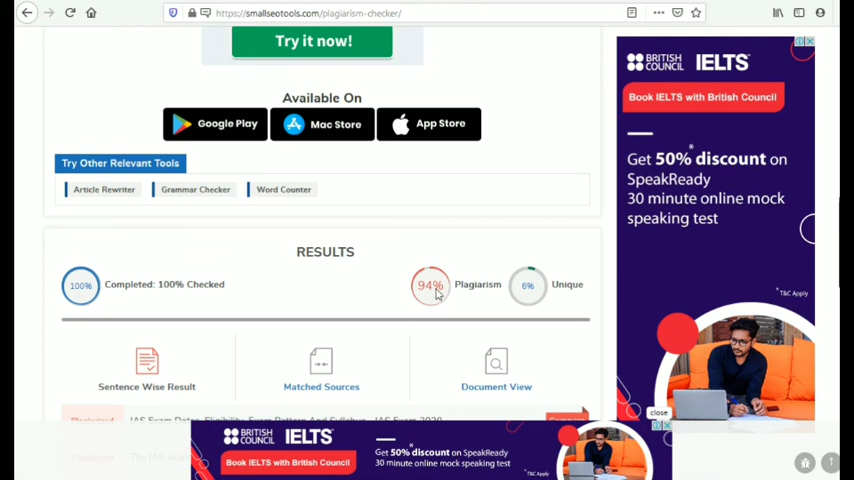 https://smallseotools.com/plagiarism-checker/
Try it now!
Available On
Google Play
Mac Store
App Store
Try Other Relevant Tools
Article Rewriter
Grammar Checker
Word Counter
RESULTS
100%
Completed: 100% Checked
94%
Plagiarism
6%
Unique
Sentence Wise Result
Matched Sources
Document View
IAS Exam Dates, Eligibility, Exam Pattern And Syllabus
IAS Exam 2020
BRITISH COUNCIL
IELTS™
Book IELTS with British Council
Get 50% discount* on
SpeakReady
30 minute online mock
speaking test
*T&C Apply
close
BRITISH COUNCIL
IELTS™
Book IELTS with British Council
Get 50% discount* on SpeakReady
30 minute online mock speaking test
*T&C Apply